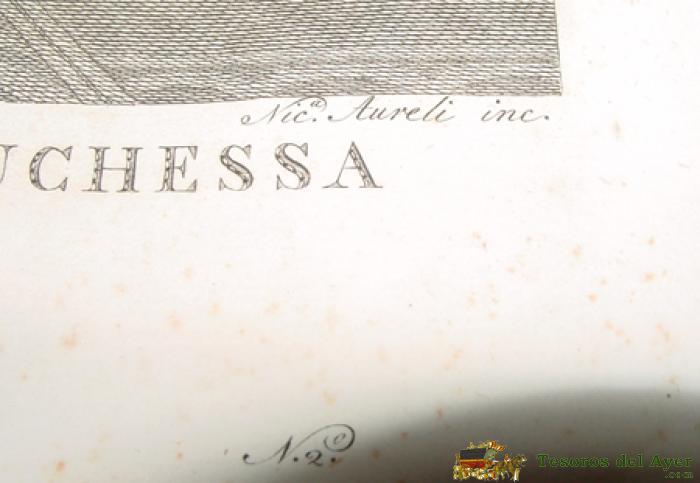 Nic.ª Aureli inc.
UCHESSA
N.2.º
Tesoros del Ayer
.com